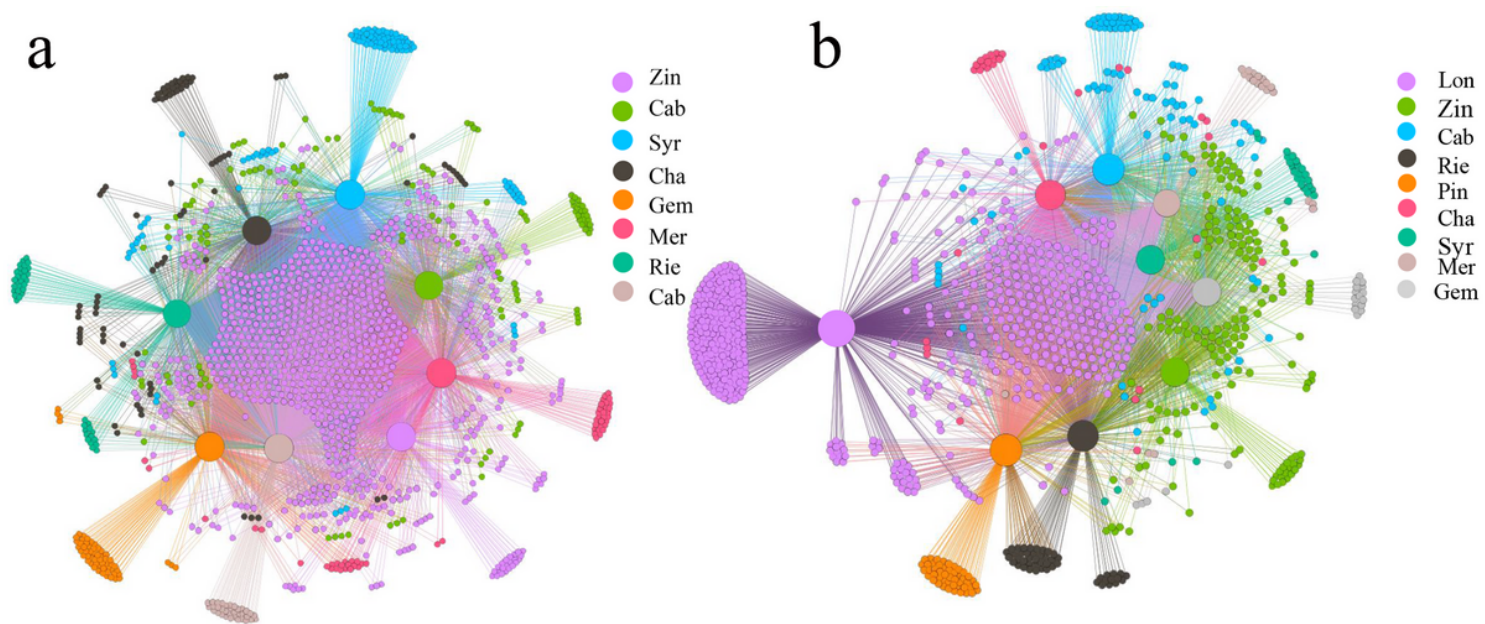 a
Zin
Cab
Syr
Cha
Gem
Mer
Rie
Cab
b
Lon
Zin
Cab
Rie
Pin
Cha
Syr
Mer
Gem